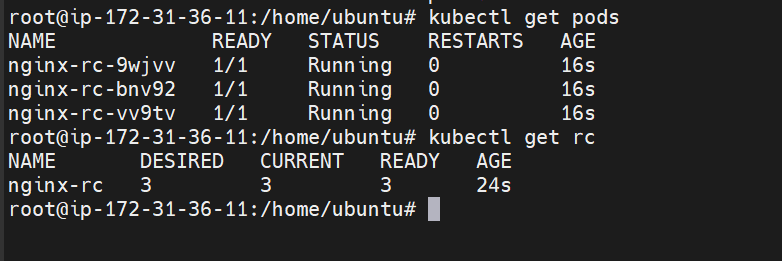 root@ip-172-31-36-11:/home/ubuntu# kubectl get pods
NAME             READY   STATUS    RESTARTS   AGE
nginx-rc-9wjvv   1/1     Running   0          16s
nginx-rc-bnv92   1/1     Running   0          16s
nginx-rc-vv9tv   1/1     Running   0          16s
root@ip-172-31-36-11:/home/ubuntu# kubectl get rc
NAME       DESIRED   CURRENT   READY   AGE
nginx-rc   3         3         3       24s
root@ip-172-31-36-11:/home/ubuntu#